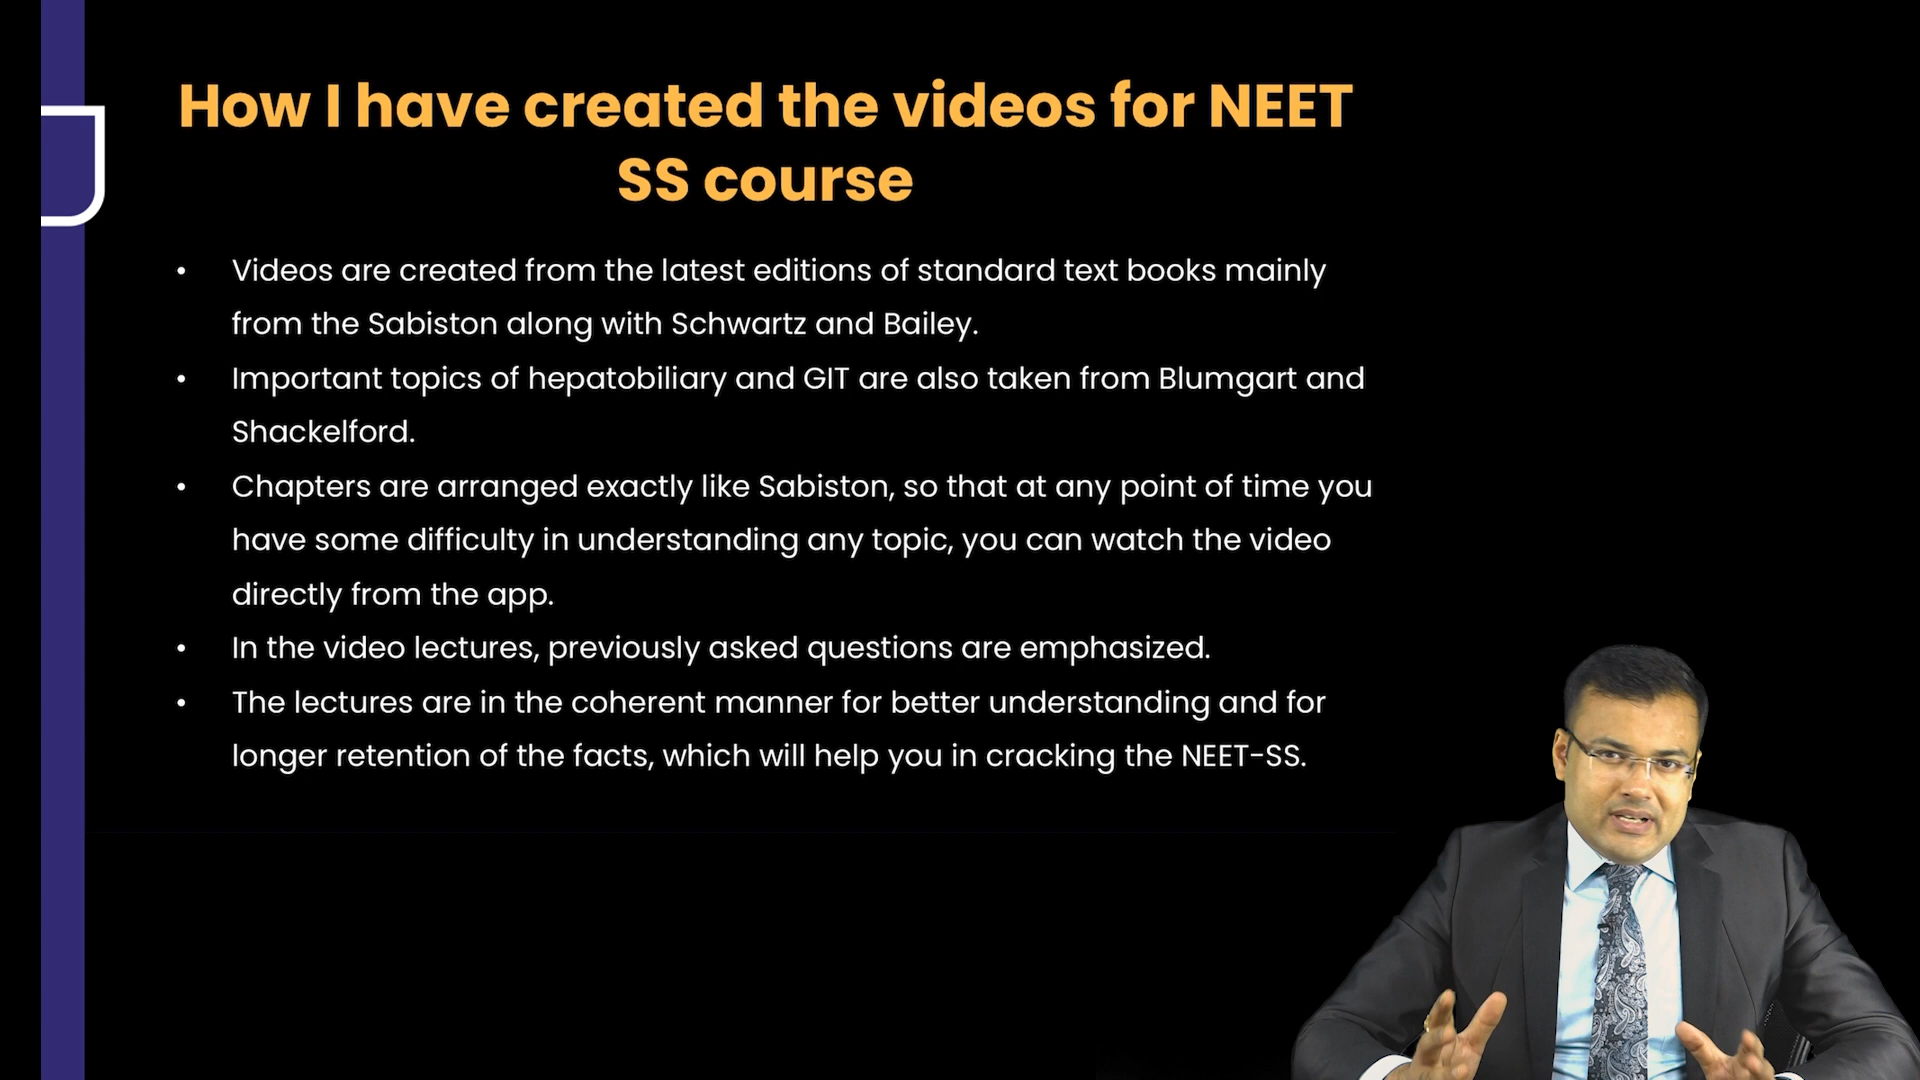 How I have created the videos for NEET
SS course
• Videos are created from the latest editions of standard text books mainly
from the Sabiston along with Schwartz and Bailey.
• Important topics of hepatobiliary and GIT are also taken from Blumgart and
Shackelford.
• Chapters are arranged exactly like Sabiston, so that at any point of time you
have some difficulty in understanding any topic, you can watch the video
directly from the app.
• In the video lectures, previously asked questions are emphasized.
• The lectures are in the coherent manner for better understanding and for
longer retention of the facts, which will help you in cracking the NEET-SS.